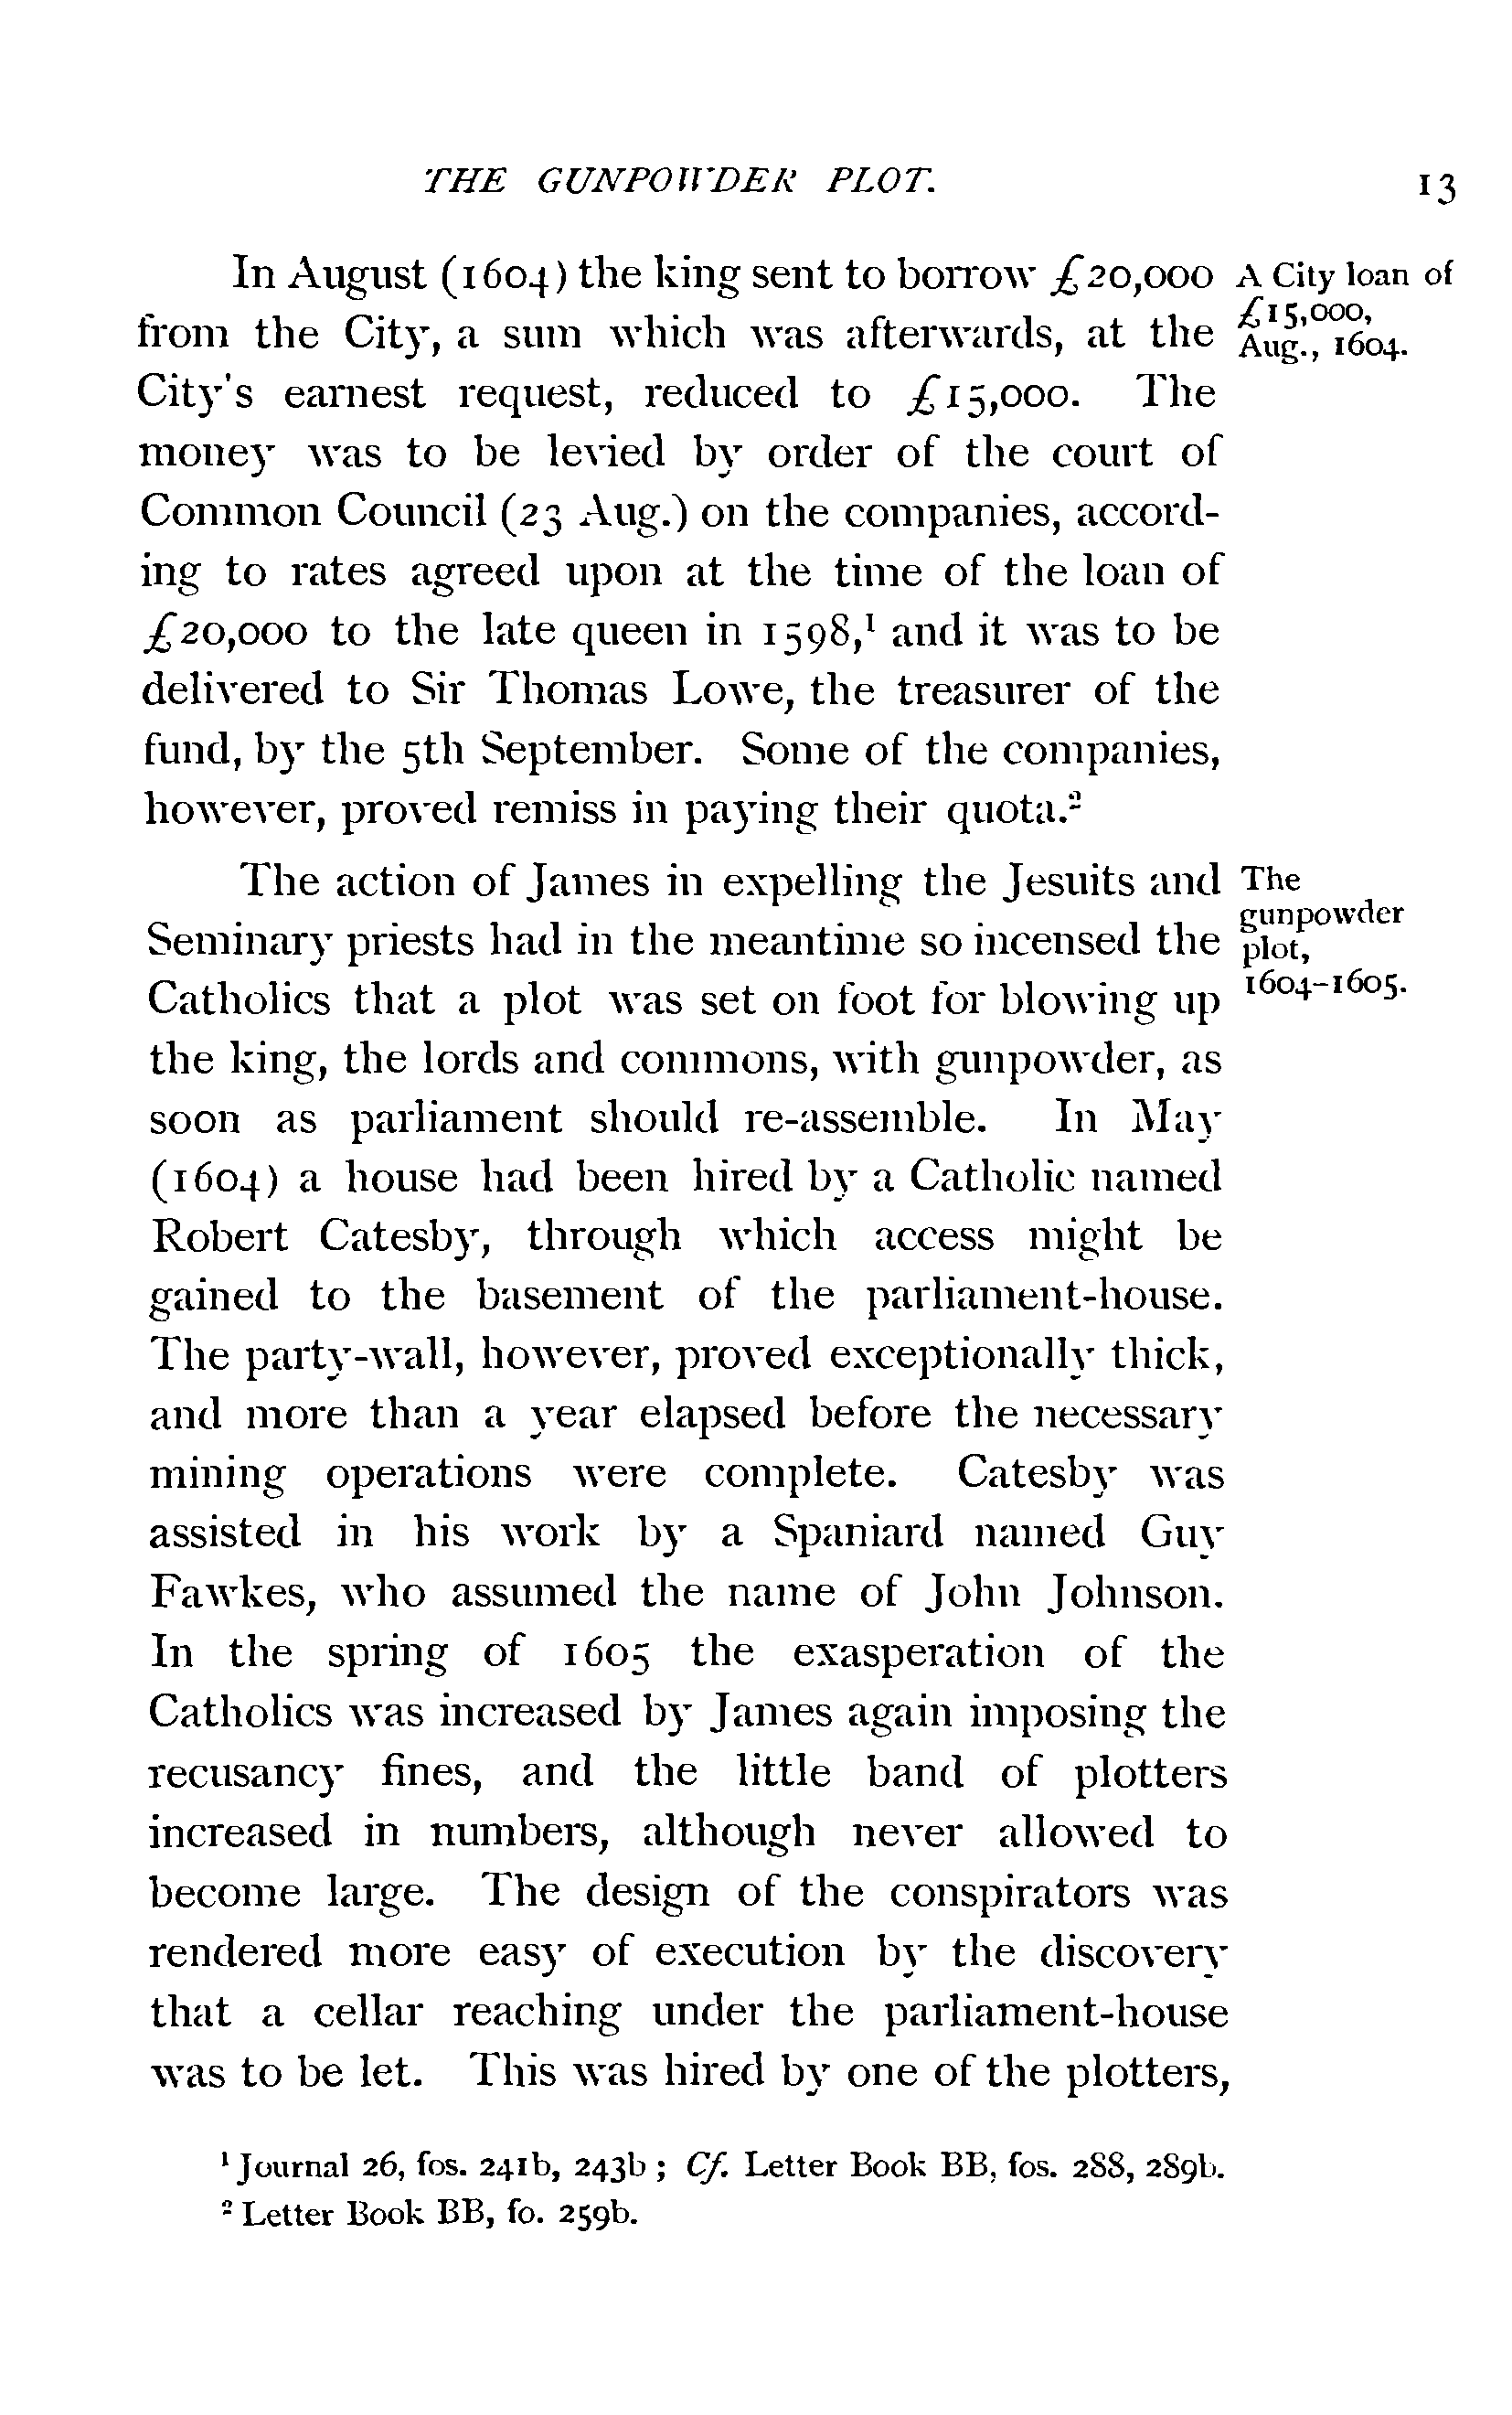 THE GUNPOWDER PLOT.
13
In August (1604) the king sent to borrow £20,000
from the City, a sum which was afterwards, at the
City's earnest request, reduced to £15,000. The
money was to be levied by order of the court of
Common Council (23 Aug.) on the companies, accord-
ing to rates agreed upon at the time of the loan of
£20,000 to the late queen in 1598,¹ and it was to be
delivered to Sir Thomas Lowe, the treasurer of the
fund, by the 5th September. Some of the companies,
however, proved remiss in paying their quota.²
A City loan of
£15,000,
Aug., 1604.
The action of James in expelling the Jesuits and
Seminary priests had in the meantime so incensed the
Catholics that a plot was set on foot for blowing up
the king, the lords and commons, with gunpowder, as
soon as parliament should re-assemble. In May
(1604) a house had been hired by a Catholic named
Robert Catesby, through which access might be
gained to the basement of the parliament-house.
The party-wall, however, proved exceptionally thick,
and more than a year elapsed before the necessary
mining operations were complete. Catesby was
assisted in his work by a Spaniard named Guy
Fawkes, who assumed the name of John Johnson.
In the spring of 1605 the exasperation of the
Catholics was increased by James again imposing the
recusancy fines, and the little band of plotters
increased in numbers, although never allowed to
become large. The design of the conspirators was
rendered more easy of execution by the discovery
that a cellar reaching under the parliament-house
was to be let. This was hired by one of the plotters,
The
gunpowder
plot,
1604-1605.
¹ Journal 26, fos. 241b, 243b; Cf. Letter Book BB, fos. 288, 289b.
² Letter Book BB, fo. 259b.